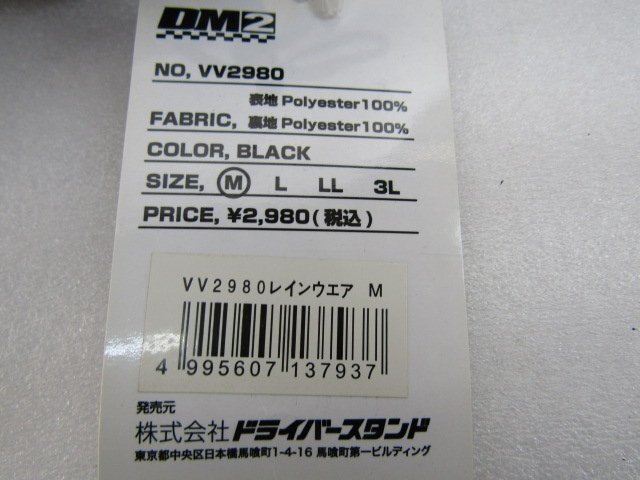 DM2
NO, VV2980
表地 Polyester100%
FABRIC, 裏地 Polyester100%
COLOR, BLACK
SIZE, M L LL 3L
PRICE, ¥2,980(税込)
VV2980レインウエア M
4 995607 137937
発売元
株式会社ドライバースタンド
東京都中央区日本橋馬喰町1-4-16 馬喰町第一ビルディング